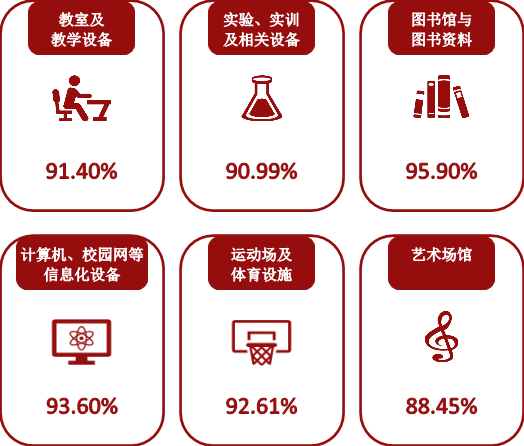 教室及
教学设备
91.40%
实验、实训
及相关设备
90.99%
图书馆与
图书资料
95.90%
计算机、校园网等
信息化设备
93.60%
运动场及
体育设施
92.61%
艺术场馆
88.45%